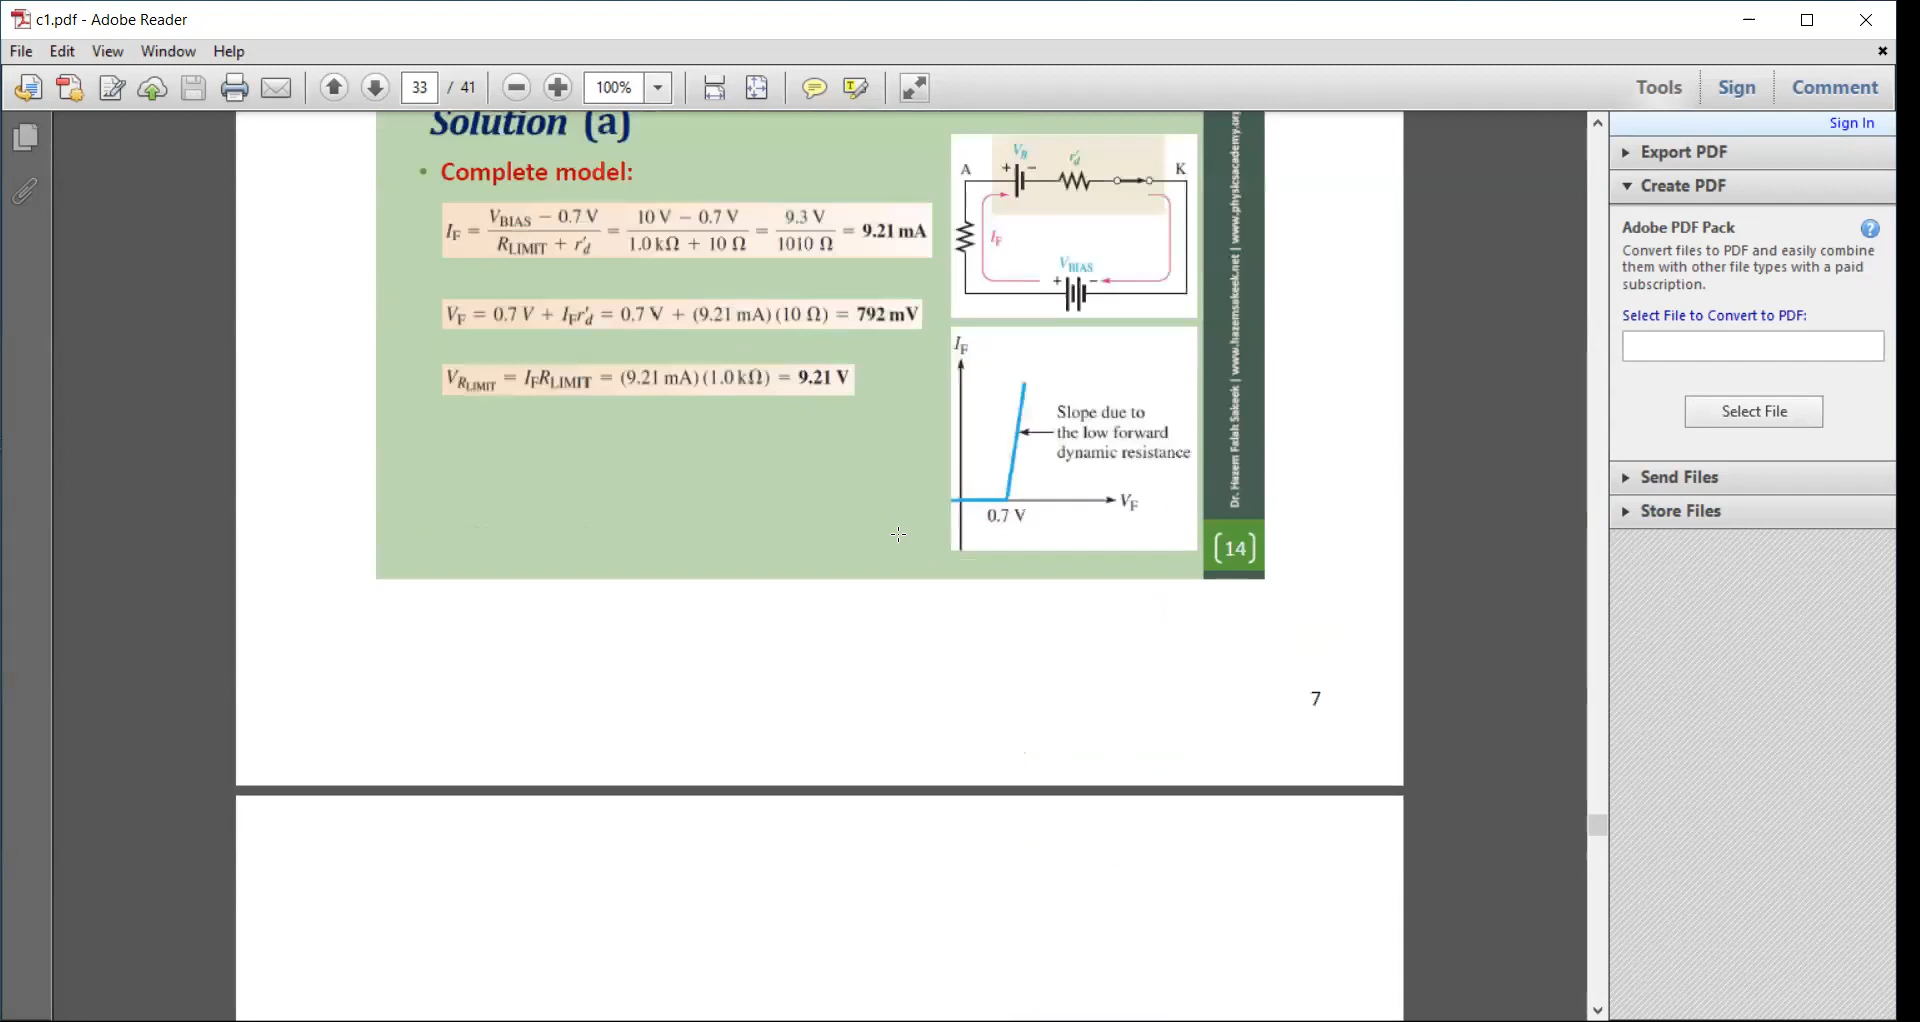 c1.pdf - Adobe Reader
File Edit View Window Help
33 / 41 100% Tools Sign Comment
Sign In
Export PDF
Create PDF
Adobe PDF Pack
Convert files to PDF and easily combine
them with other file types with a paid
subscription.
Select File to Convert to PDF:
Select File
Send Files
Store Files
Solution (a)
• Complete model:
I_F = (V_BIAS − 0.7 V) / (R_LIMIT + r'_d) = (10 V − 0.7 V) / (1.0 kΩ + 10 Ω) = 9.3 V / 1010 Ω = 9.21 mA
V_F = 0.7 V + I_F r'_d = 0.7 V + (9.21 mA)(10 Ω) = 792 mV
V_R_LIMIT = I_F R_LIMIT = (9.21 mA)(1.0 kΩ) = 9.21 V
V_B r'_d
A + − K
I_F
V_BIAS
+ −
I_F
Slope due to
the low forward
dynamic resistance
V_F
0.7 V
Dr. Hazem Falah Sakeek | www.hazemsakeek.net | www.physicsacademy.org
[14]
7